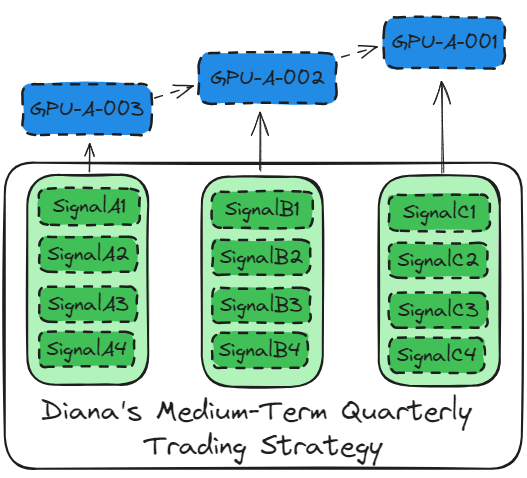 GPU-A-001
GPU-A-002
GPU-A-003
SignalA1
SignalA2
SignalA3
SignalA4
SignalB1
SignalB2
SignalB3
SignalB4
SignalC1
SignalC2
SignalC3
SignalC4
Diana's Medium-Term Quarterly
Trading Strategy